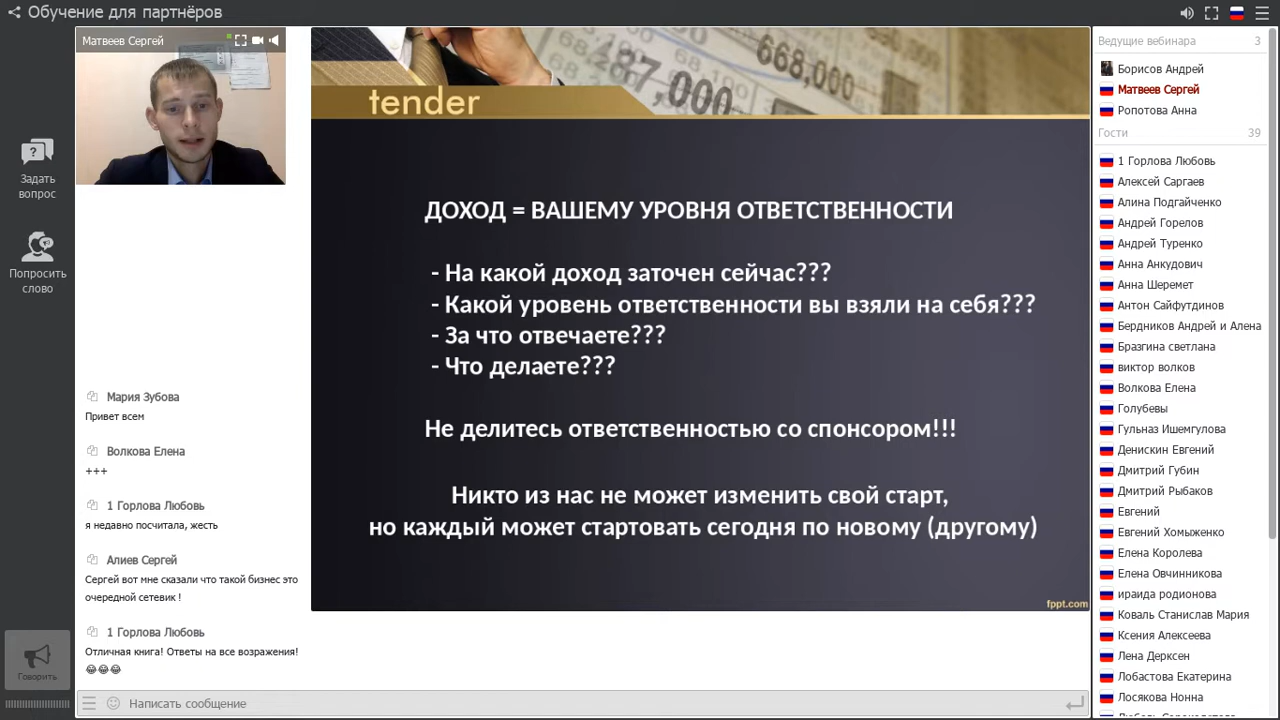 Обучение для партнёров
Матвеев Сергей
Задать
вопрос
Попросить
слово
Говорить
Мария Зубова
Привет всем
Волкова Елена
+++
1 Горлова Любовь
я недавно посчитала, жесть
Алиев Сергей
Сергей вот мне сказали что такой бизнес это
очередной сетевик !
1 Горлова Любовь
Отличная книга! Ответы на все возражения!
😂😂😂
Написать сообщение
668,0
37,000
tender
ДОХОД = ВАШЕМУ УРОВНЯ ОТВЕТСТВЕННОСТИ
- На какой доход заточен сейчас???
- Какой уровень ответственности вы взяли на себя???
- За что отвечаете???
- Что делаете???
Не делитесь ответственностью со спонсором!!!
Никто из нас не может изменить свой старт,
но каждый может стартовать сегодня по новому (другому)
fppt.com
Ведущие вебинара 3
Борисов Андрей
Матвеев Сергей
Ропотова Анна
Гости 39
1 Горлова Любовь
Алексей Саргаев
Алина Подгайченко
Андрей Горелов
Андрей Туренко
Анна Анкудович
Анна Шеремет
Антон Сайфутдинов
Бердников Андрей и Алена
Бразгина светлана
виктор волков
Волкова Елена
Голубевы
Гульназ Ишемгулова
Денискин Евгений
Дмитрий Губин
Дмитрий Рыбаков
Евгений
Евгений Хомыженко
Елена Королева
Елена Овчинникова
ираида родионова
Коваль Станислав Мария
Ксения Алексеева
Лена Дерксен
Лобастова Екатерина
Лосякова Нонна